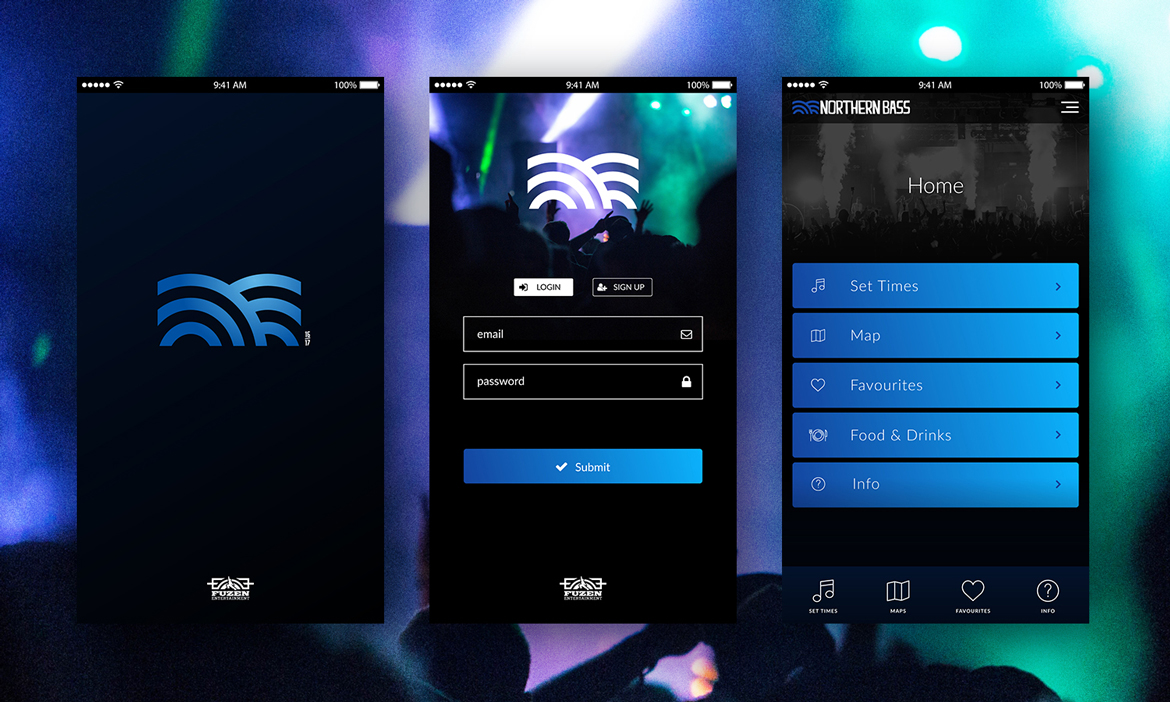 9:41 AM
100%
FUZEN
ENTERTAINMENT
9:41 AM
100%
LOGIN
SIGN UP
email
password
Submit
FUZEN
ENTERTAINMENT
9:41 AM
100%
NORTHERN BASS
Home
Set Times
Map
Favourites
Food & Drinks
Info
SET TIMES
MAPS
FAVOURITES
INFO